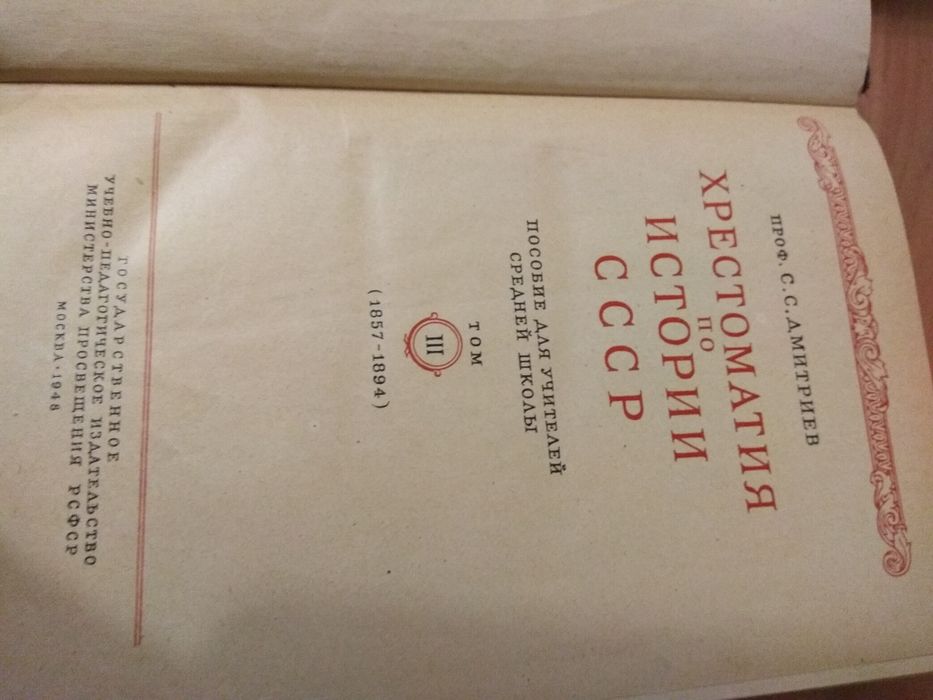 ПРОФ. С. С. ДМИТРИЕВ
ХРЕСТОМАТИЯ
ПО
ИСТОРИИ
СССР
ПОСОБИЕ ДЛЯ УЧИТЕЛЕЙ
СРЕДНЕЙ ШКОЛЫ
ТОМ
III
(1857-1894)
ГОСУДАРСТВЕННОЕ
УЧЕБНО-ПЕДАГОГИЧЕСКОЕ ИЗДАТЕЛЬСТВО
МИНИСТЕРСТВА ПРОСВЕЩЕНИЯ РСФСР
МОСКВА · 1948